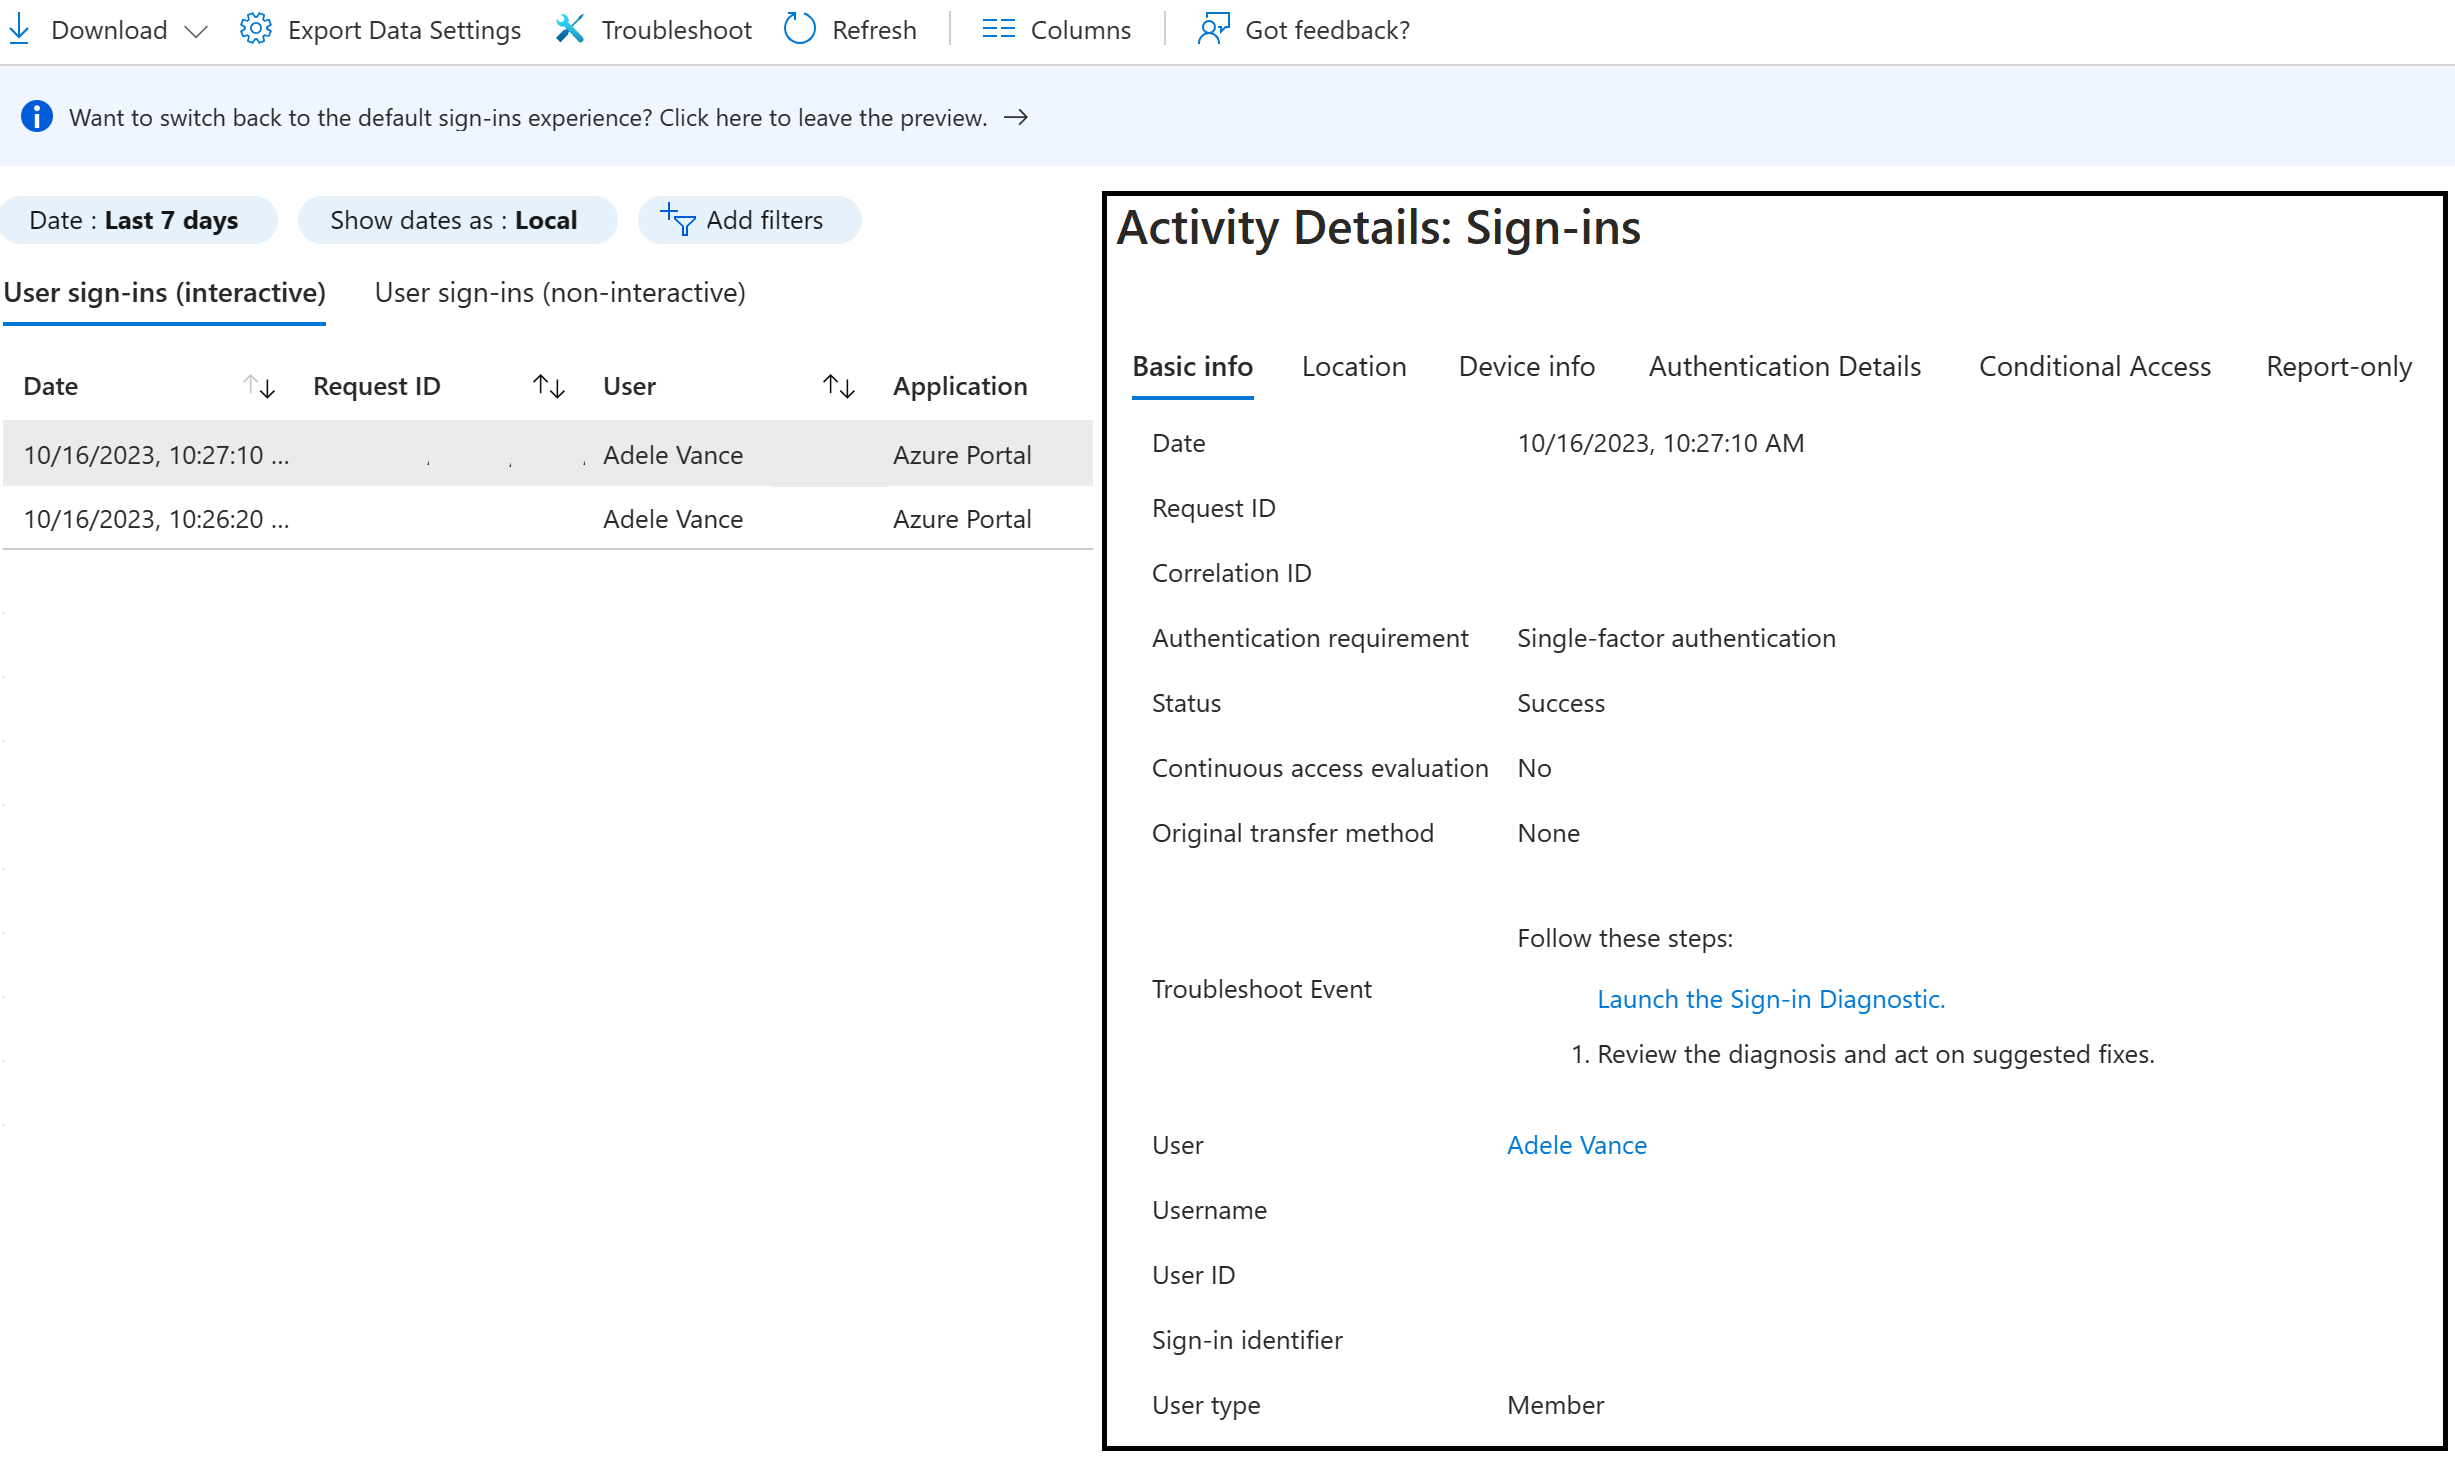 Download Export Data Settings Troubleshoot Refresh Columns Got feedback?
Want to switch back to the default sign-ins experience? Click here to leave the preview. →
Date : Last 7 days Show dates as : Local Add filters
User sign-ins (interactive) User sign-ins (non-interactive)
Date Request ID User Application
10/16/2023, 10:27:10 ... Adele Vance Azure Portal
10/16/2023, 10:26:20 ... Adele Vance Azure Portal
Activity Details: Sign-ins
Basic info Location Device info Authentication Details Conditional Access Report-only
Date 10/16/2023, 10:27:10 AM
Request ID
Correlation ID
Authentication requirement Single-factor authentication
Status Success
Continuous access evaluation No
Original transfer method None
Follow these steps:
Troubleshoot Event
Launch the Sign-in Diagnostic.
1. Review the diagnosis and act on suggested fixes.
User Adele Vance
Username
User ID
Sign-in identifier
User type Member